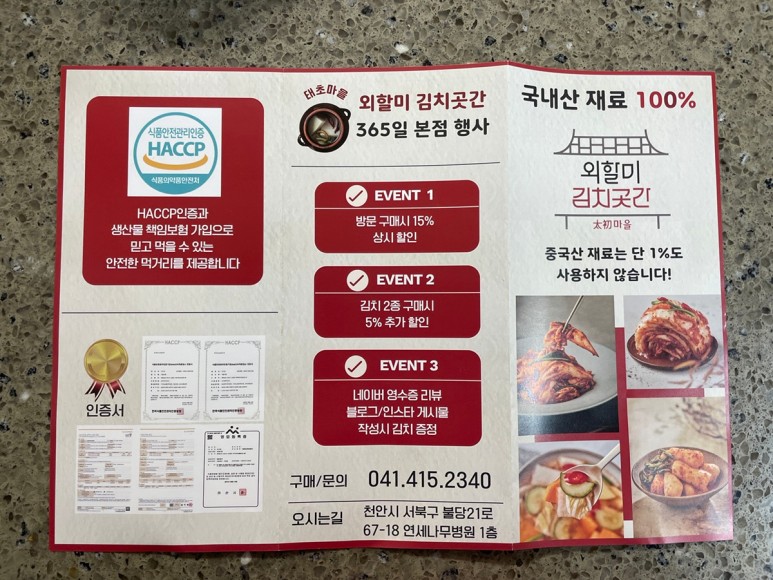 식품안전관리인증
HACCP
식품의약품안전처
HACCP인증과
생산물 책임보험 가입으로
믿고 먹을 수 있는
안전한 먹거리를 제공합니다
인증서
HACCP
HACCP
태초마을
외할미 김치곳간
365일 본점 행사
EVENT 1
방문 구매시 15%
상시 할인
EVENT 2
김치 2종 구매시
5% 추가 할인
EVENT 3
네이버 영수증 리뷰
블로그/인스타 게시물
작성시 김치 증정
구매/문의 041.415.2340
오시는길 천안시 서북구 불당21로
67-18 연세나무병원 1층
국내산 재료 100%
외할미
김치곳간
太初마을
중국산 재료는 단 1%도
사용하지 않습니다!